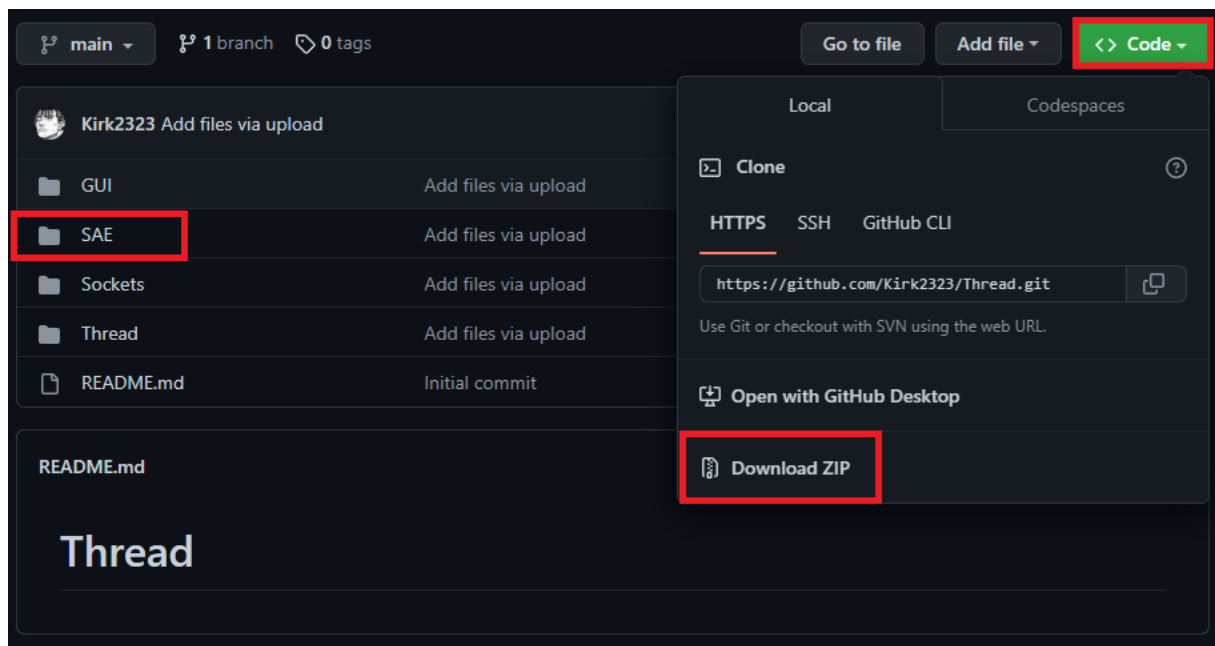 main 1 branch 0 tags Go to file Add file <> Code
Kirk2323 Add files via upload
GUI Add files via upload
SAE Add files via upload
Sockets Add files via upload
Thread Add files via upload
README.md Initial commit
Local Codespaces
Clone
HTTPS SSH GitHub CLI
https://github.com/Kirk2323/Thread.git
Use Git or checkout with SVN using the web URL.
Open with GitHub Desktop
Download ZIP
README.md
Thread